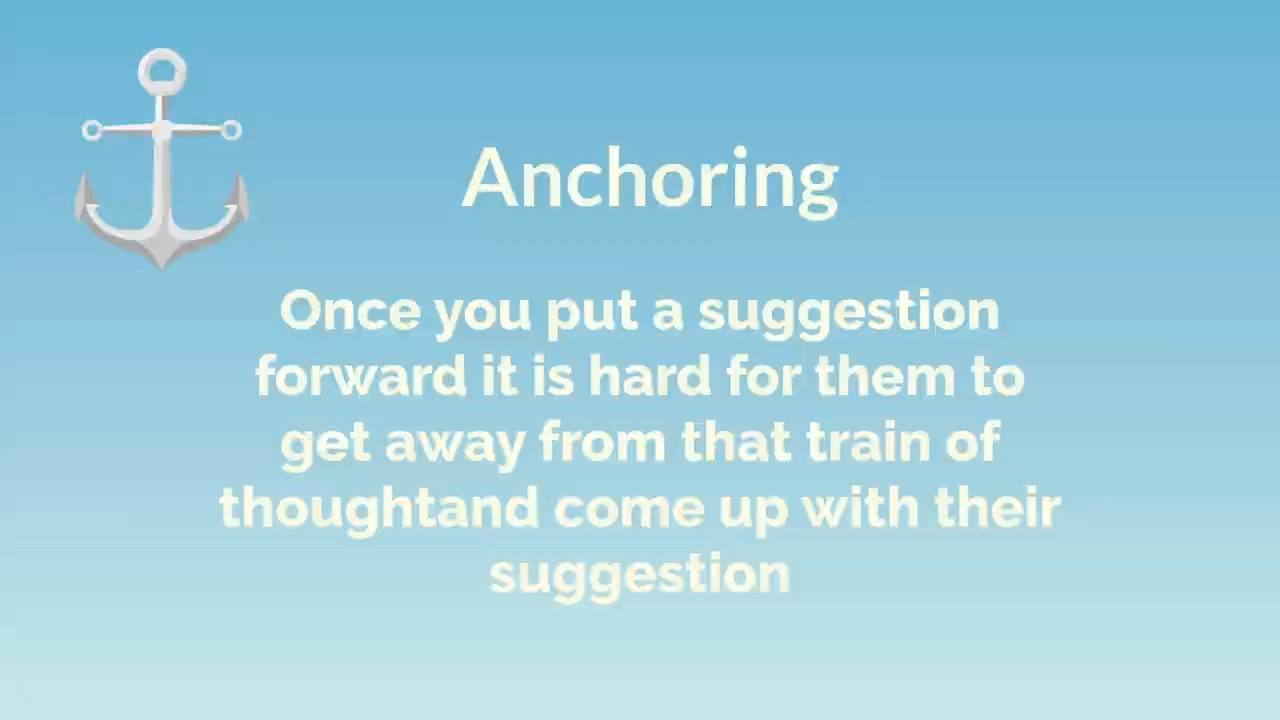 Anchoring
Once you put a suggestion
forward it is hard for them to
get away from that train of
thoughtand come up with their
suggestion